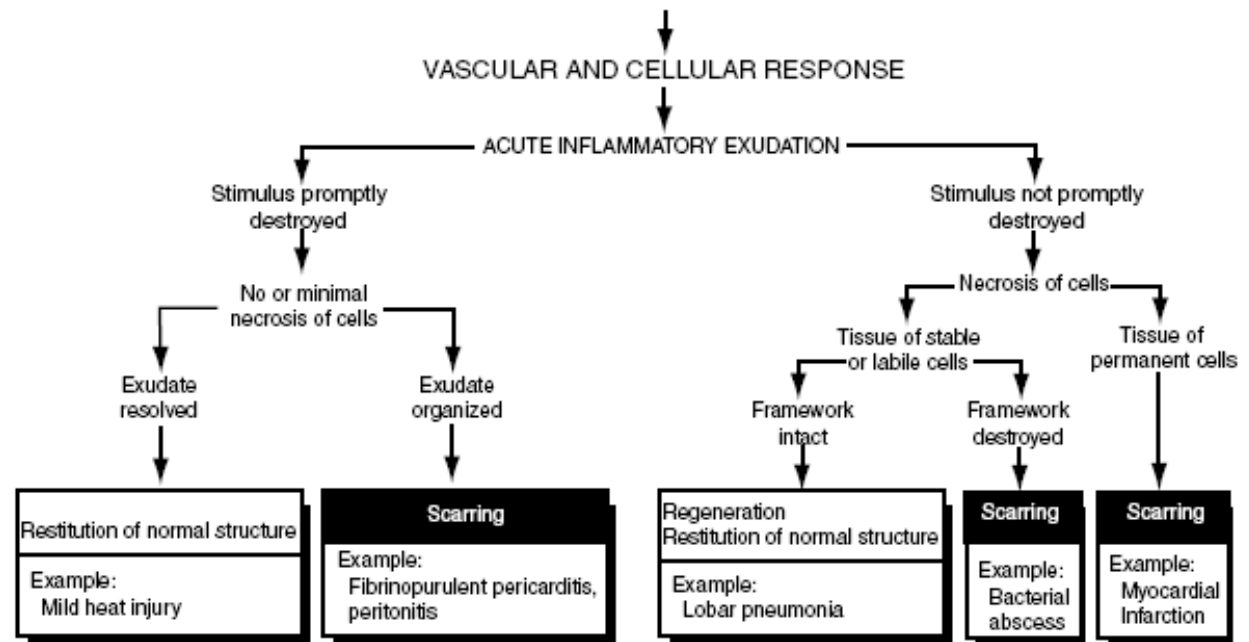 VASCULAR AND CELLULAR RESPONSE
ACUTE INFLAMMATORY EXUDATION
Stimulus promptly
destroyed
Stimulus not promptly
destroyed
No or minimal
necrosis of cells
Necrosis of cells
Exudate
resolved
Exudate
organized
Tissue of stable
or labile cells
Tissue of
permanent cells
Framework
intact
Framework
destroyed
Restitution of normal structure
Example:
Mild heat injury
Scarring
Example:
Fibrinopurulent pericarditis,
peritonitis
Regeneration
Restitution of normal structure
Example:
Lobar pneumonia
Scarring
Example:
Bacterial
abscess
Scarring
Example:
Myocardial
Infarction